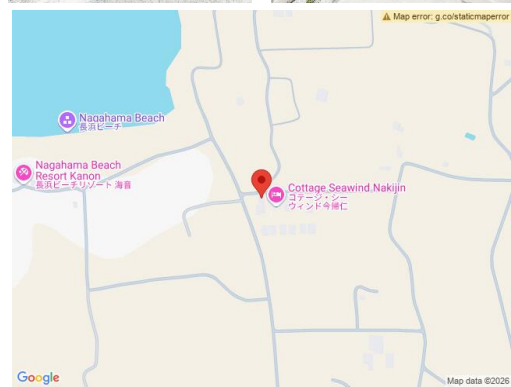 Map error: g.co/staticmaperror
Nagahama Beach
長浜ビーチ
Nagahama Beach
Resort Kanon
長浜ビーチリゾート 海音
Cottage Seawind Nakijin
コテージ・シー
ウィンド今帰仁
Google
Map data ©2026